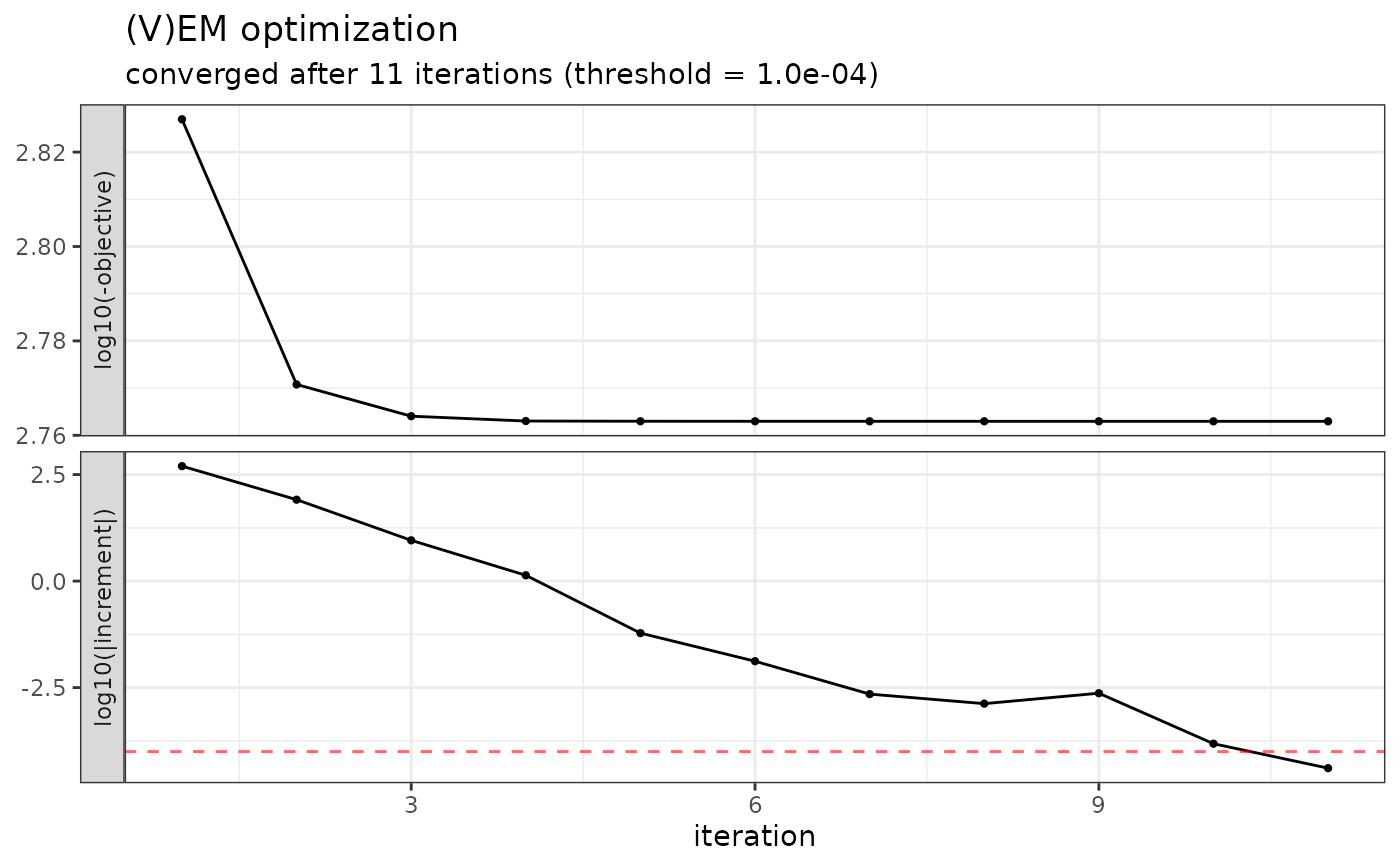 (V)EM optimization
converged after 11 iterations (threshold = 1.0e-04)
log10(-objective)
2.82
2.80
2.78
2.76
log10(|increment|)
2.5
0.0
-2.5
3
6
9
iteration